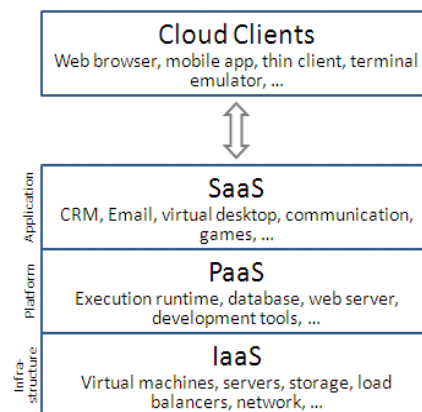 Cloud Clients
Web browser, mobile app, thin client, terminal
emulator, ...
Application
SaaS
CRM, Email, virtual desktop, communication,
games, ...
Platform
PaaS
Execution runtime, database, web server,
development tools, ...
Infra-
structure
IaaS
Virtual machines, servers, storage, load
balancers, network, ...